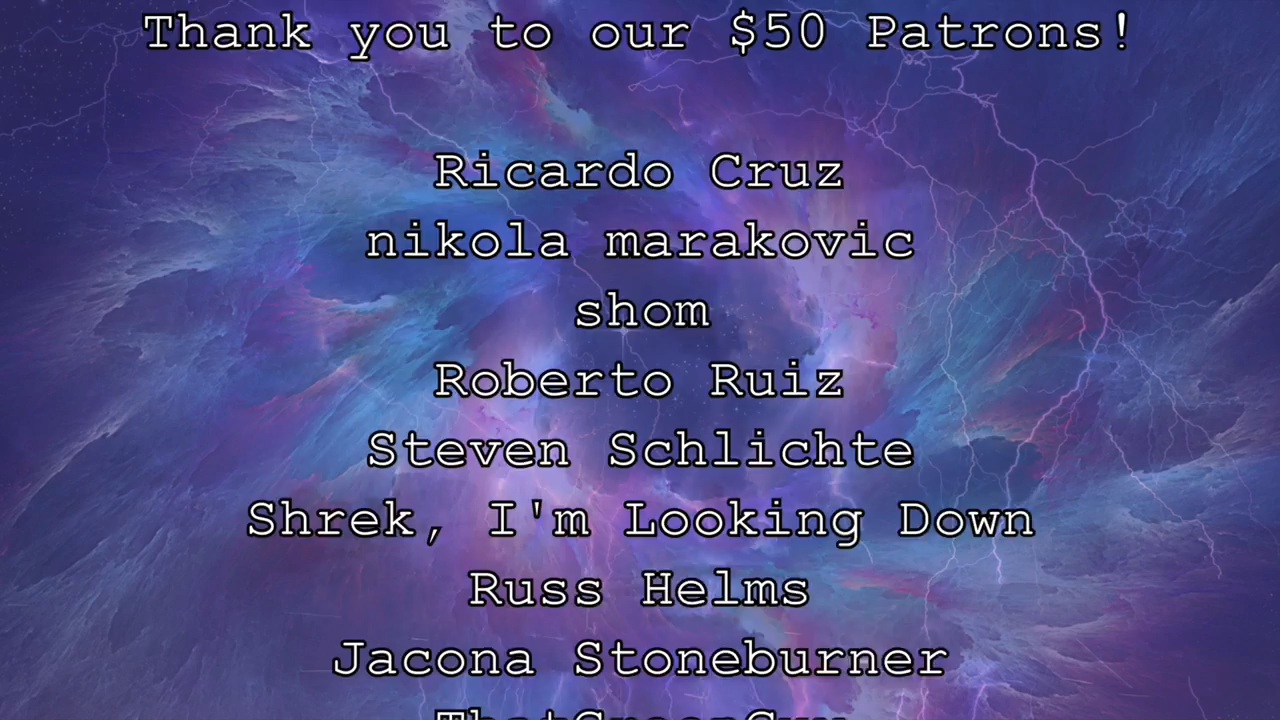 Thank you to our $50 Patrons!
Ricardo Cruz
nikola marakovic
shom
Roberto Ruiz
Steven Schlichte
Shrek, I'm Looking Down
Russ Helms
Jacona Stoneburner